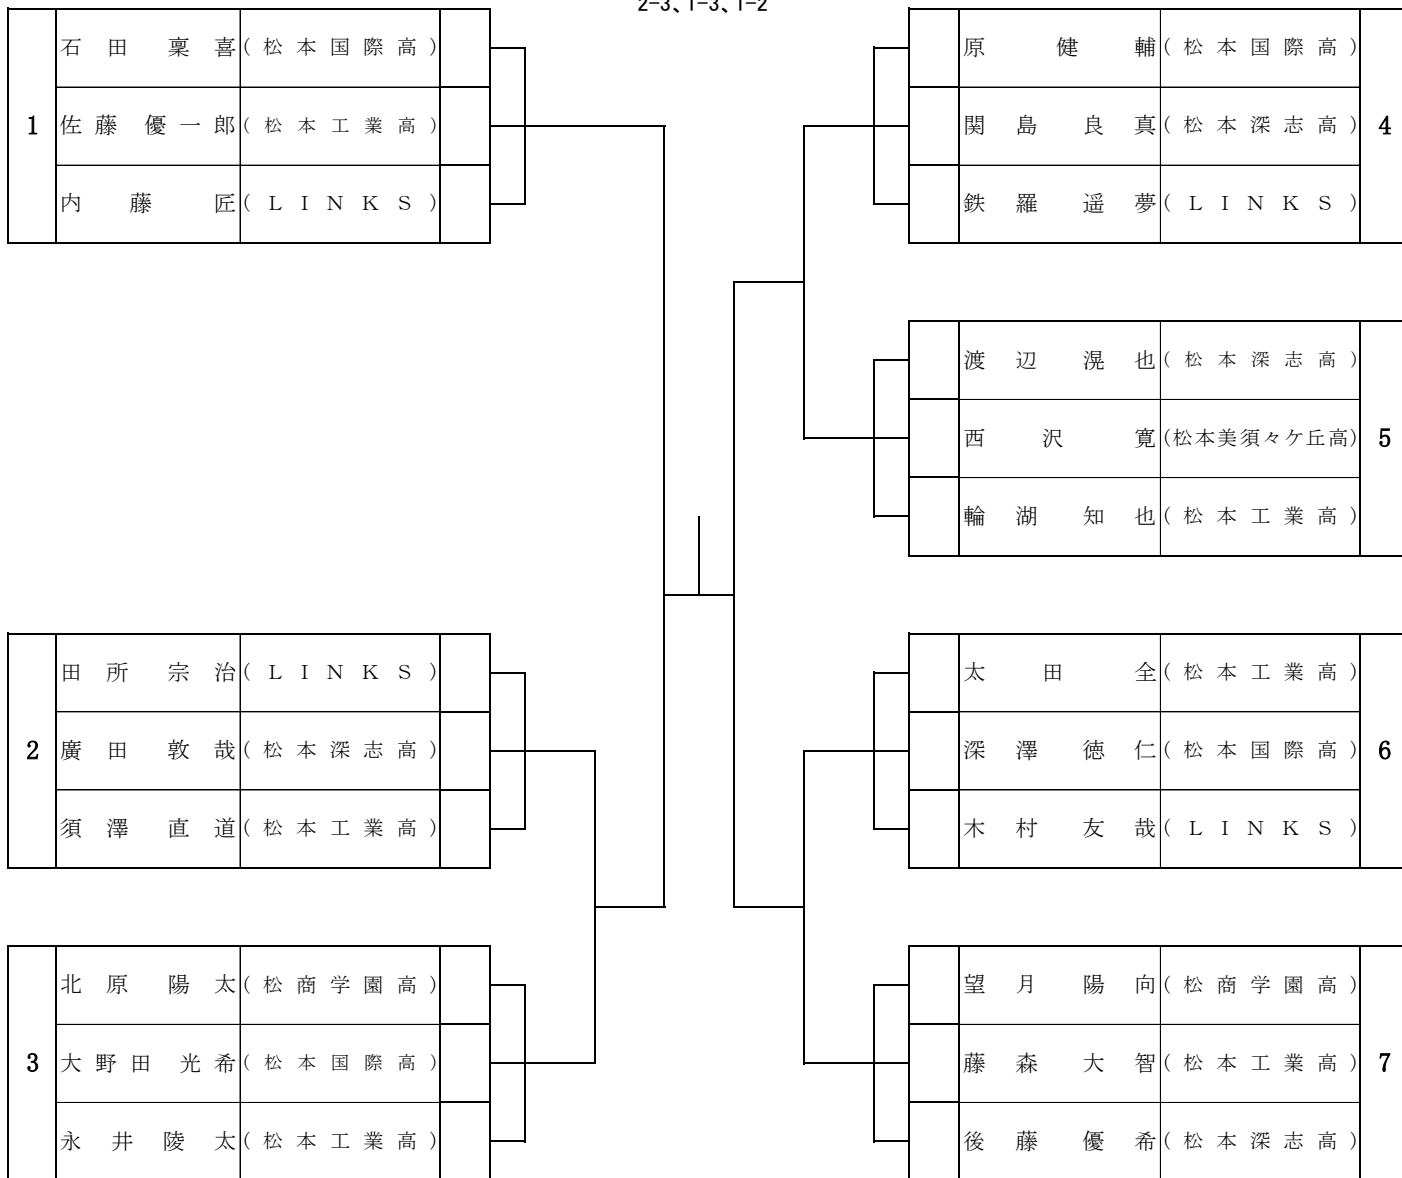 2-3、1-3、1-2
石田 稟喜(松本国際高)
1 佐藤 優一郎(松本工業高)
内藤 匠(LINKS)
2 田所 宗治(LINKS)
廣田 敦哉(松本深志高)
須澤 直道(松本工業高)
3 北原 陽太(松商学園高)
大野田 光希(松本国際高)
永井 陵太(松本工業高)
原 健輔(松本国際高)
関島 良真(松本深志高) 4
鉄羅 遥夢(LINKS)
渡辺 滉也(松本深志高)
西沢 寛(松本美須々ケ丘高) 5
輪湖 知也(松本工業高)
太田 全(松本工業高)
深澤 徳仁(松本国際高) 6
木村 友哉(LINKS)
望月 陽向(松商学園高)
藤森 大智(松本工業高) 7
後藤 優希(松本深志高)